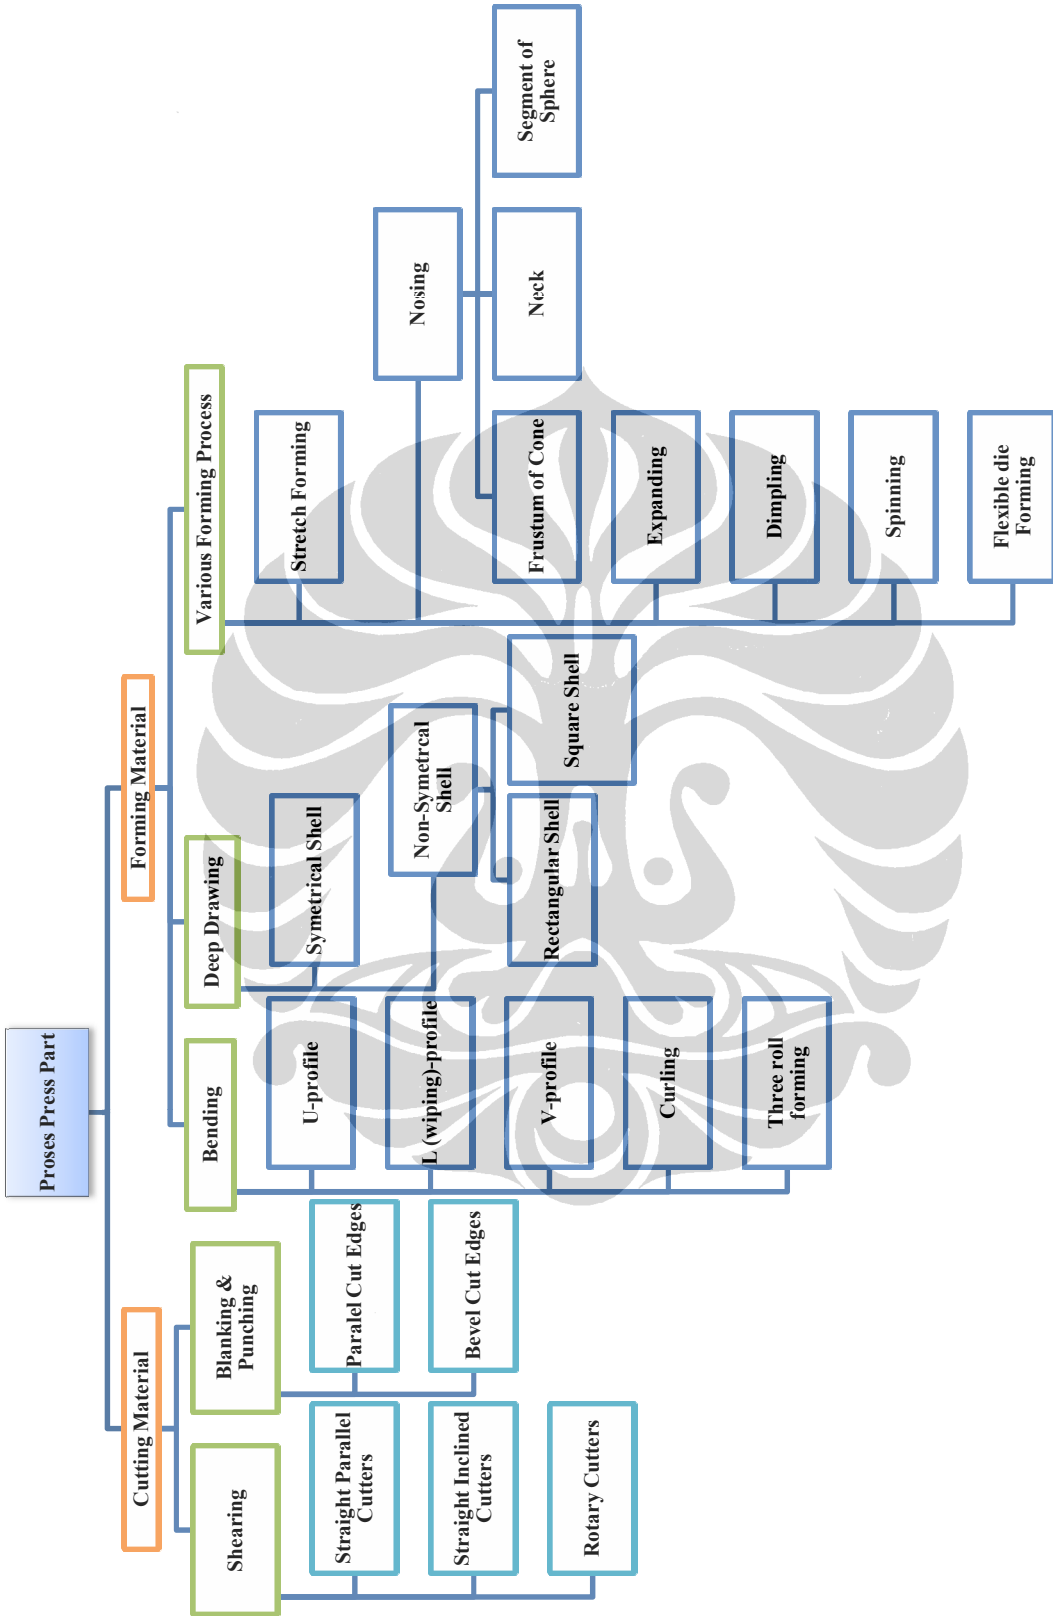 Proses Press Part
Cutting Material
Forming Material
Shearing
Blanking &
Punching
Bending
Deep Drawing
Various Forming Process
Straight Parallel
Cutters
Straight Inclined
Cutters
Rotary Cutters
Paralel Cut Edges
Bevel Cut Edges
U-profile
L (wiping)-profile
V-profile
Curling
Three roll
forming
Symetrical Shell
Non-Symetrcal
Shell
Rectangular Shell
Square Shell
Stretch Forming
Nosing
Frustum of Cone
Neck
Segment of
Sphere
Expanding
Dimpling
Spinning
Flexible die
Forming